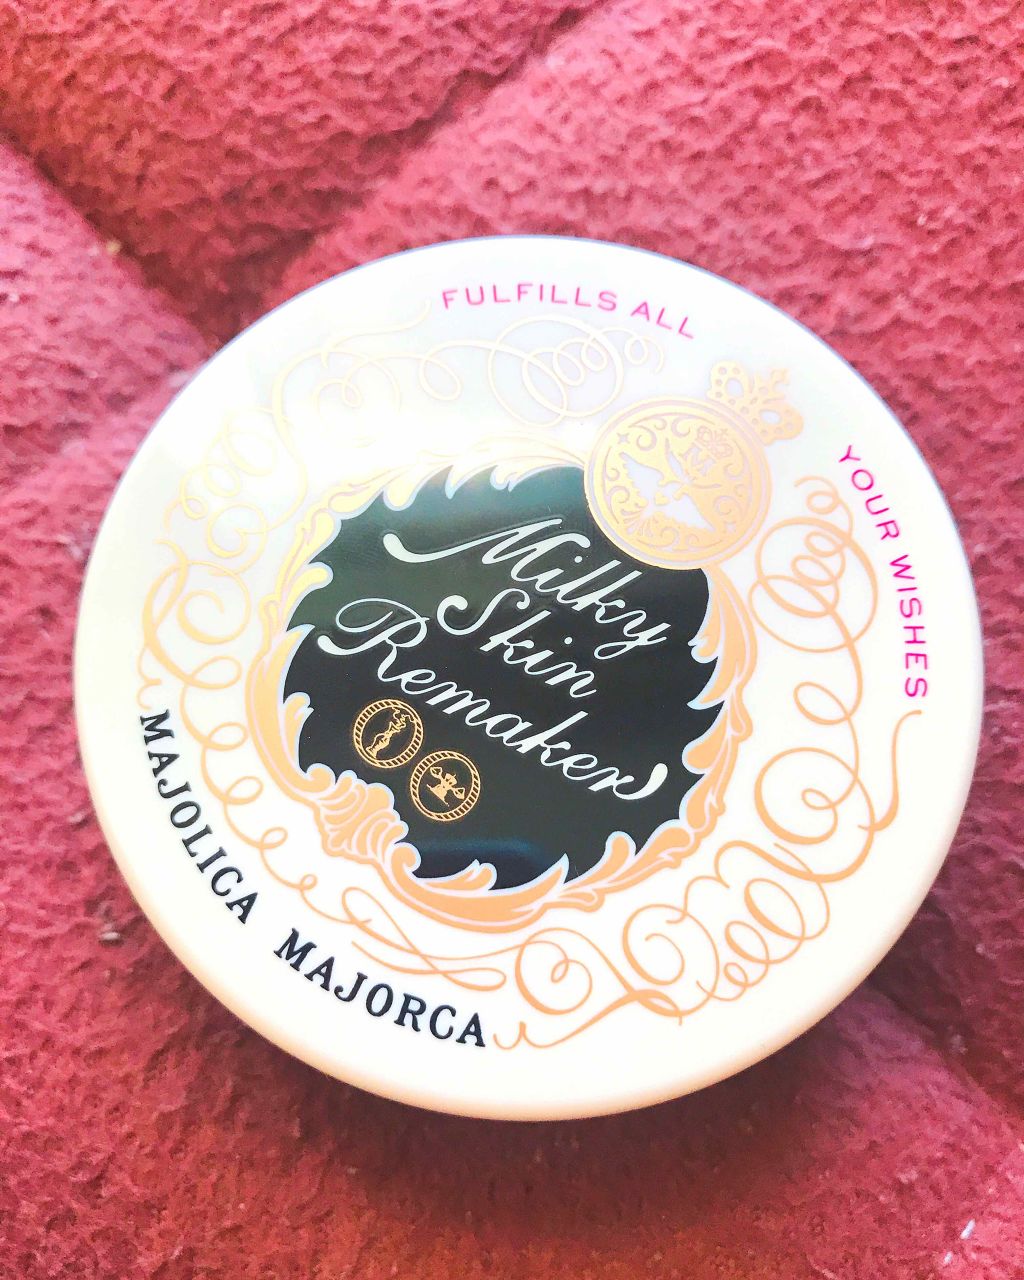 FULFILLS ALL
YOUR WISHES
Milky
Skin
Remaker
MAJOLICA MAJORCA